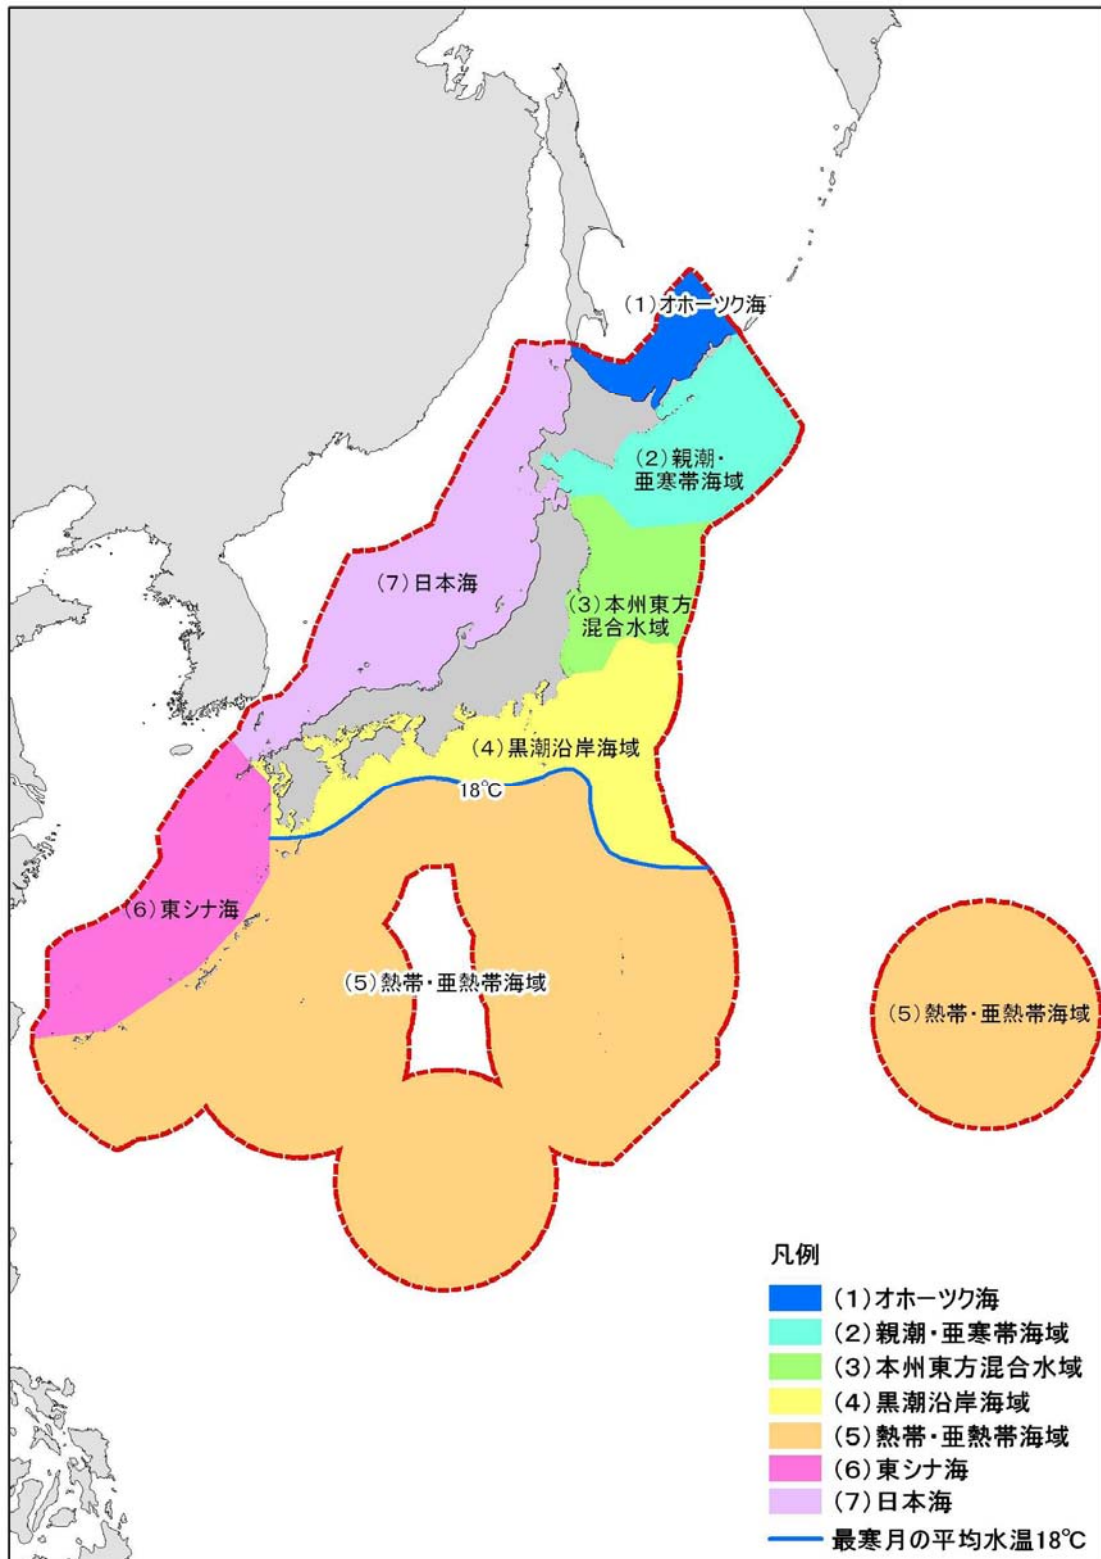 (1)オホーツク海
(2)親潮・
亜寒帯海域
(7)日本海
(3)本州東方
混合水域
(4)黒潮沿岸海域
18℃
(6)東シナ海
(5)熱帯・亜熱帯海域
(5)熱帯・亜熱帯海域
凡例
(1)オホーツク海
(2)親潮・亜寒帯海域
(3)本州東方混合水域
(4)黒潮沿岸海域
(5)熱帯・亜熱帯海域
(6)東シナ海
(7)日本海
最寒月の平均水温18℃